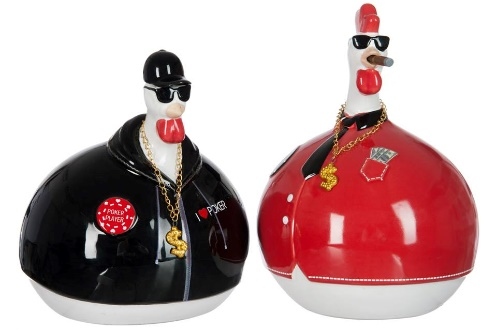 POKER
PLAYER
I ♥ POKER
$
$